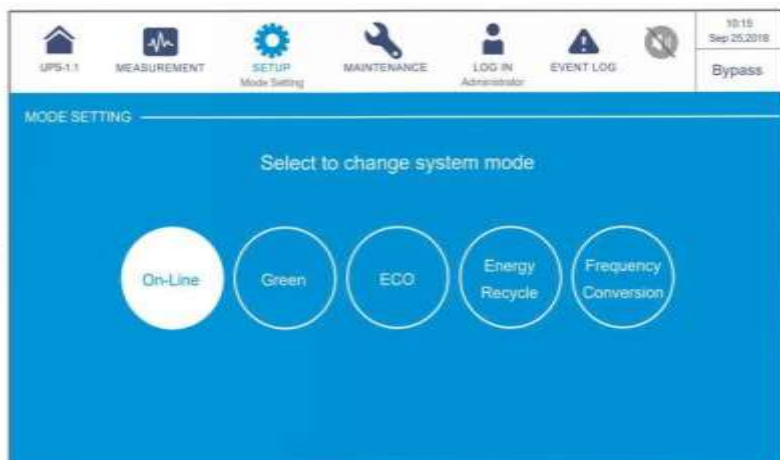 10:15
Sep 25,2018
UPS-1.1
MEASUREMENT
SETUP
Mode Setting
MAINTENANCE
LOG IN
Administrator
EVENT LOG
Bypass
MODE SETTING
Select to change system mode
On-Line
Green
ECO
Energy
Recycle
Frequency
Conversion